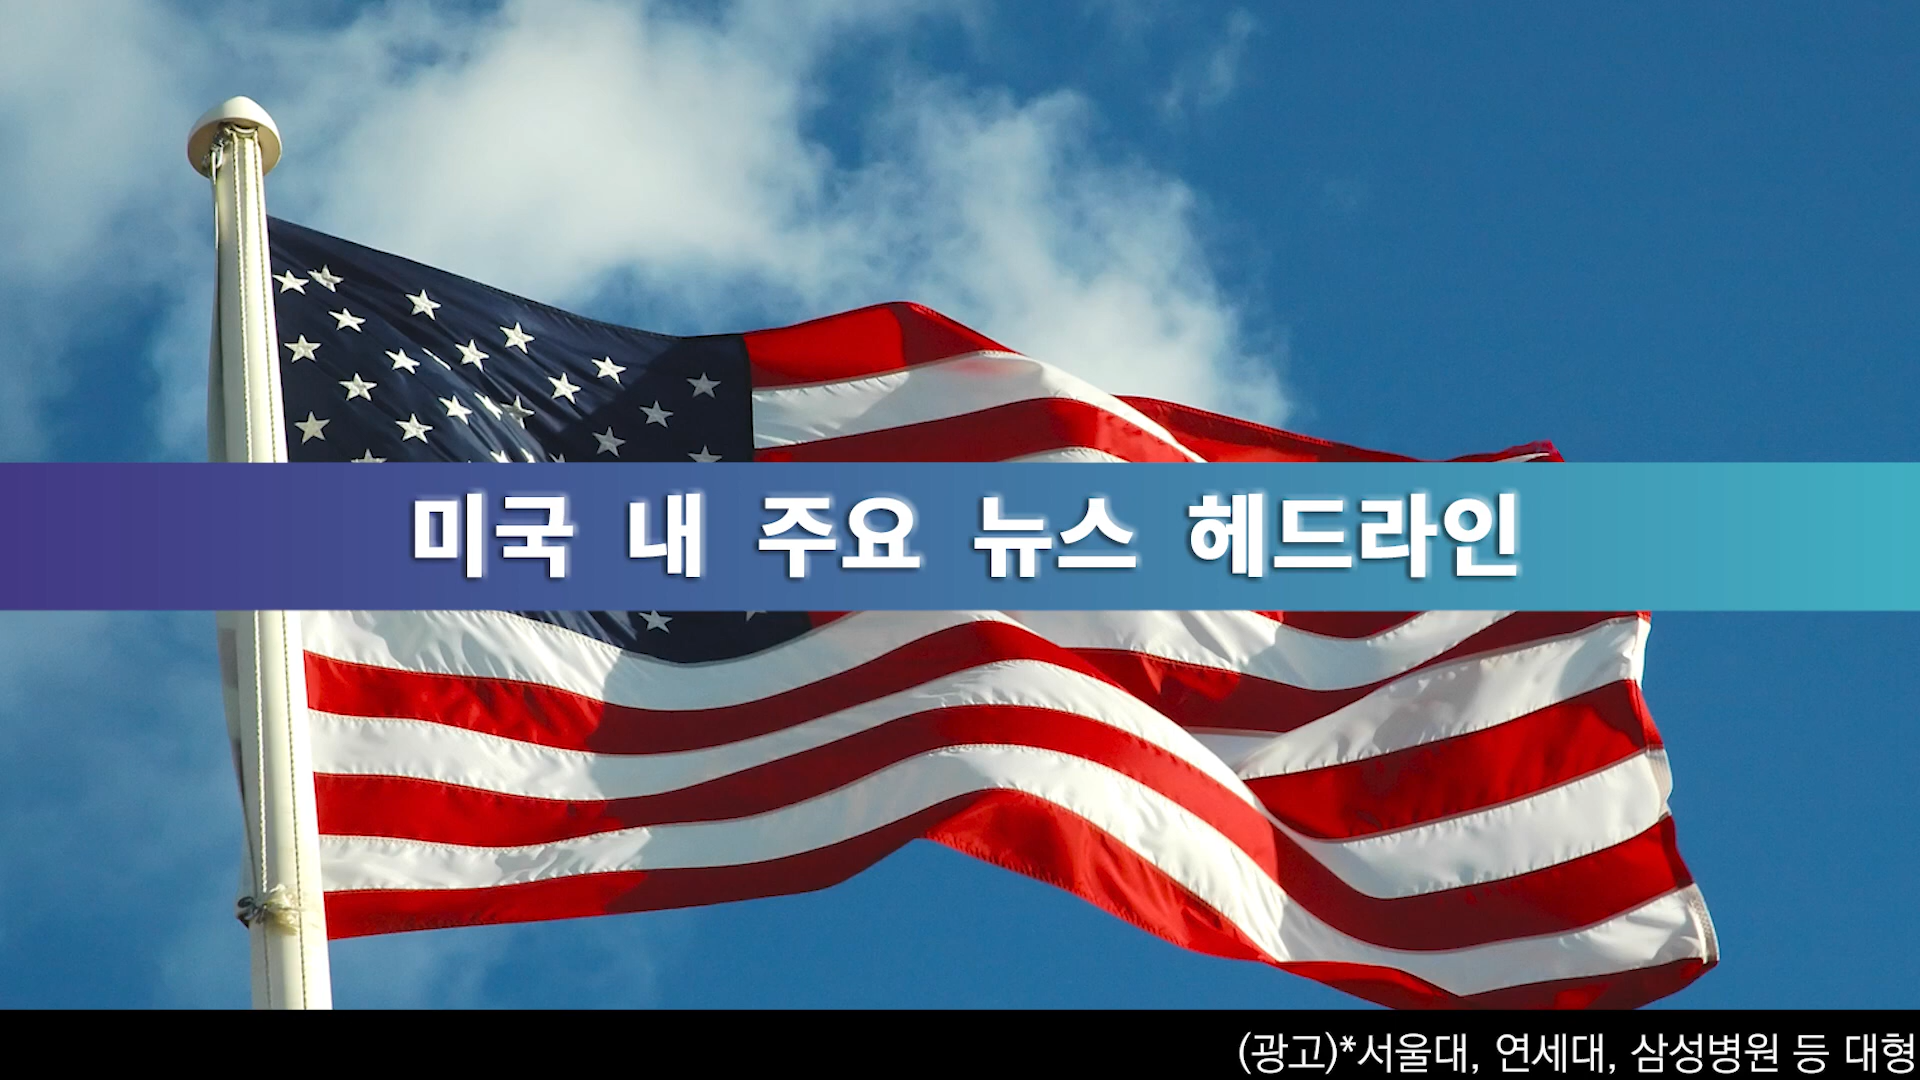 미국 내 주요 뉴스 헤드라인
(광고)*서울대, 연세대, 삼성병원 등 대형